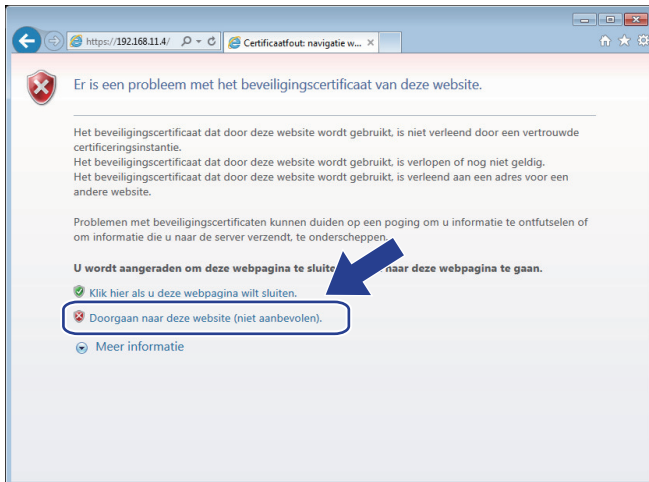 https://192.168.11.4/
Certificaatfout: navigatie w...
Er is een probleem met het beveiligingscertificaat van deze website.
Het beveiligingscertificaat dat door deze website wordt gebruikt, is niet verleend door een vertrouwde
certificeringsinstantie.
Het beveiligingscertificaat dat door deze website wordt gebruikt, is verlopen of nog niet geldig.
Het beveiligingscertificaat dat door deze website wordt gebruikt, is verleend aan een adres voor een
andere website.
Problemen met beveiligingscertificaten kunnen duiden op een poging om u informatie te ontfutselen of
om informatie die u naar de server verzendt, te onderscheppen.
U wordt aangeraden om deze webpagina te sluite naar deze webpagina te gaan.
Klik hier als u deze webpagina wilt sluiten.
Doorgaan naar deze website (niet aanbevolen).
Meer informatie